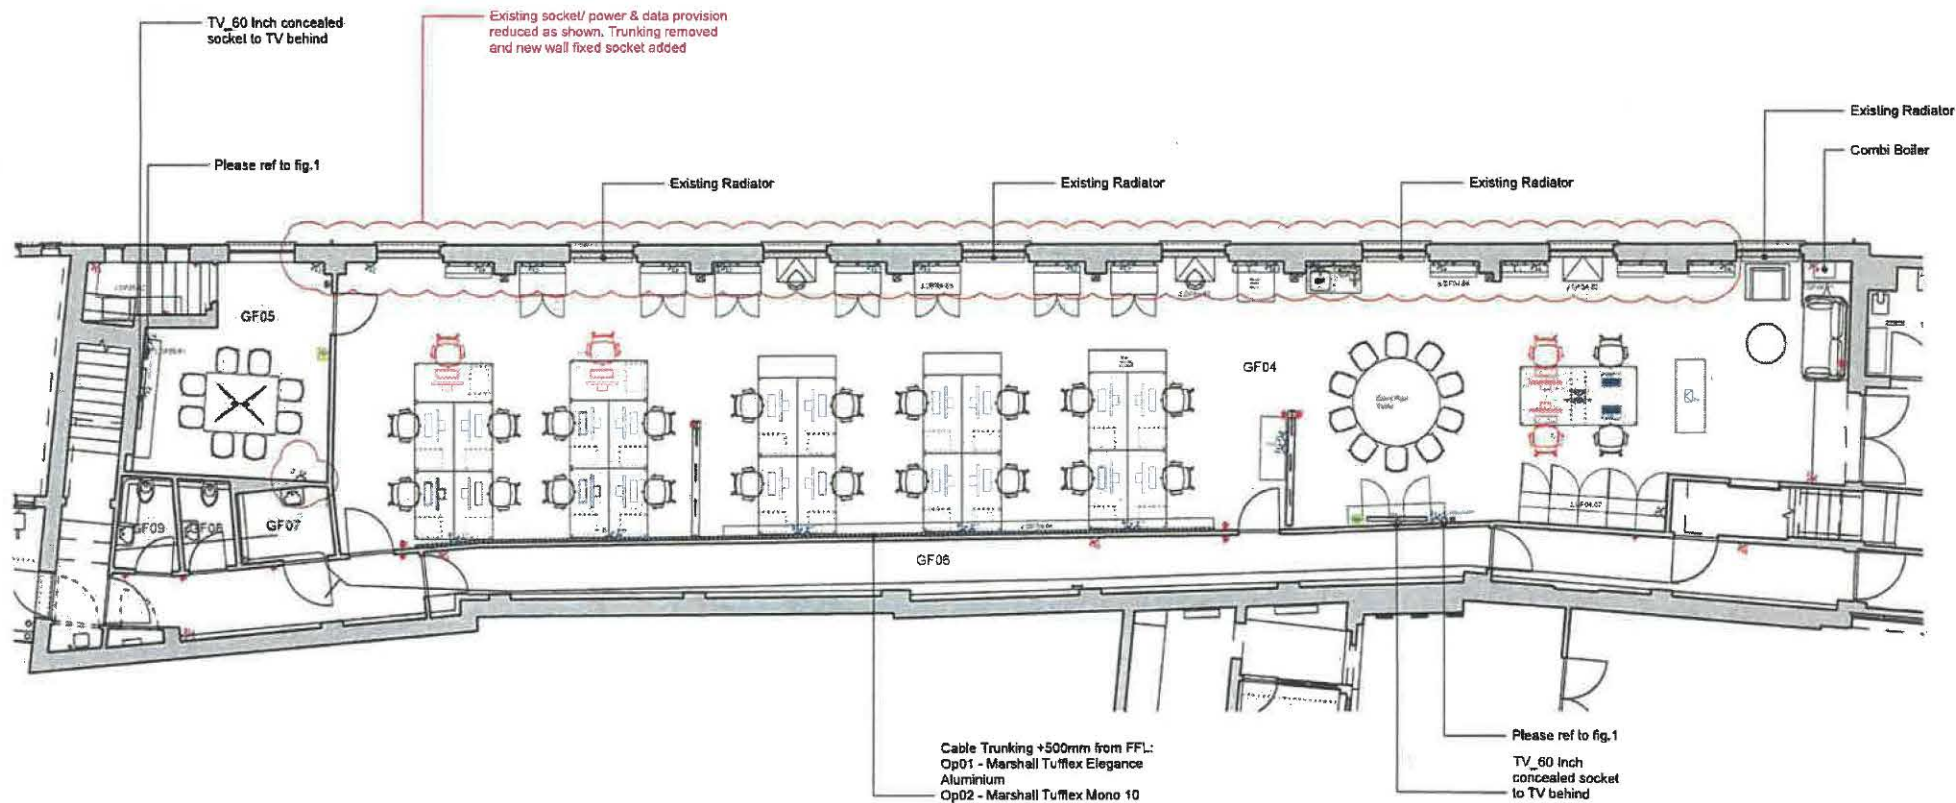 TV_60 Inch concealed
socket to TV behind
Existing socket/ power & data provision
reduced as shown. Trunking removed
and new wall fixed socket added
Existing Radiator
Combi Boiler
Please ref to fig.1
Existing Radiator
Existing Radiator
Existing Radiator
GF05
GF04
GF09
GF08
GF07
GF06
Cable Trunking +500mm from FFL:
Op01 - Marshall Tufflex Elegance
Aluminium
Op02 - Marshall Tufflex Mono 10
Please ref to fig.1
TV_60 Inch
concealed socket
to TV behind